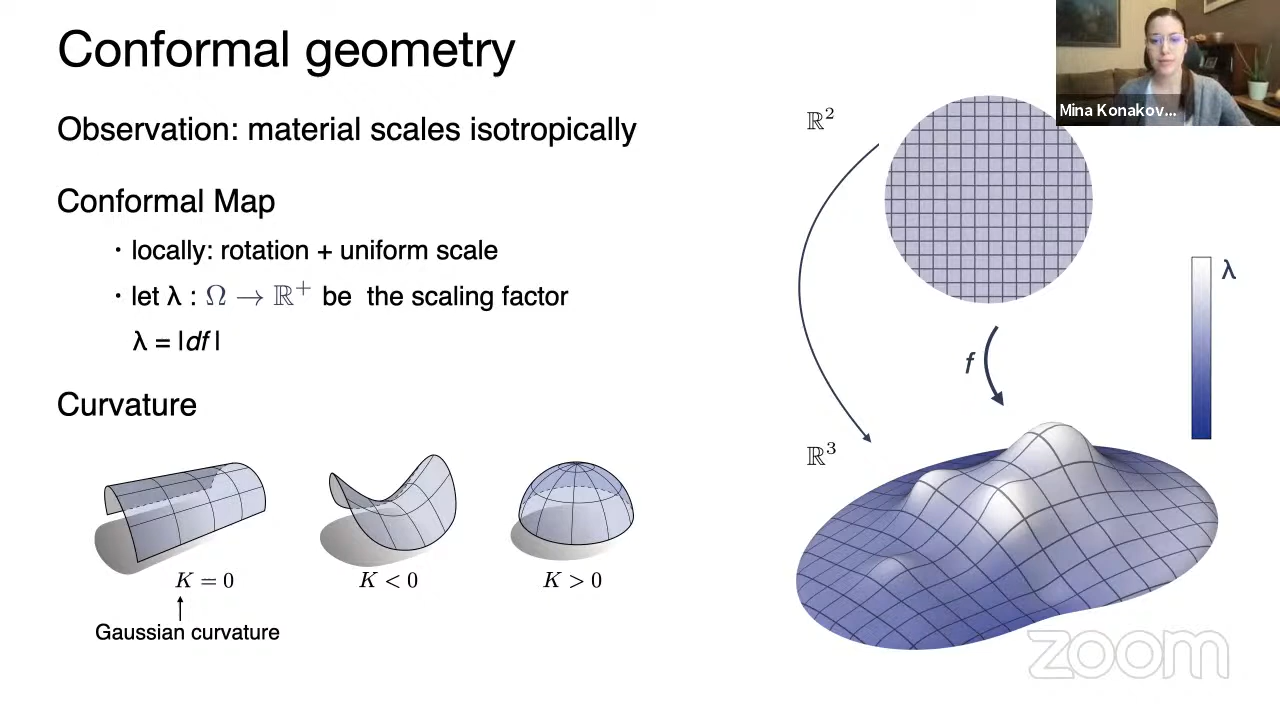 Conformal geometry
Observation: material scales isotropically
Conformal Map
· locally: rotation + uniform scale
· let λ : Ω → ℝ⁺ be the scaling factor
λ = |df|
Curvature
K = 0
K < 0
K > 0
Gaussian curvature
ℝ²
f
λ
ℝ³
Mina Konakov...
zoom